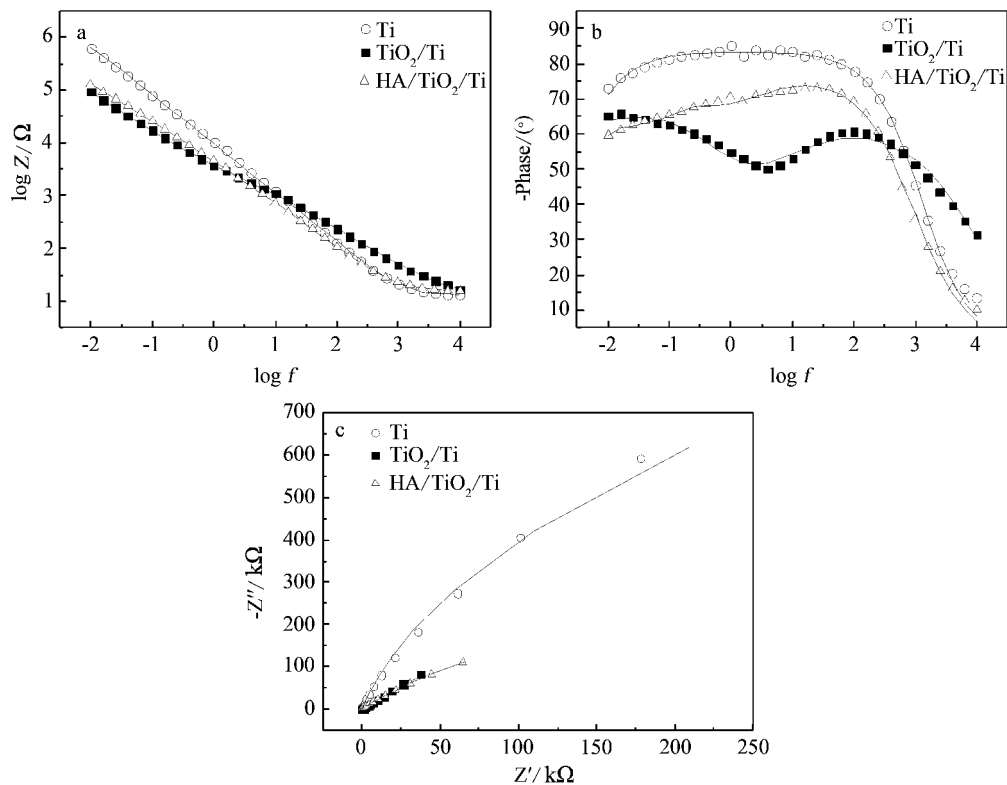 a
Ti
TiO2/Ti
HA/TiO2/Ti
log Z / Ω
6
5
4
3
2
1
-2 -1 0 1 2 3 4
log f
b
Ti
TiO2/Ti
HA/TiO2/Ti
-Phase/(°)
90
80
70
60
50
40
30
20
10
-2 -1 0 1 2 3 4
log f
c
Ti
TiO2/Ti
HA/TiO2/Ti
-Z''/ kΩ
700
600
500
400
300
200
100
0
0 50 100 150 200 250
Z'/ kΩ